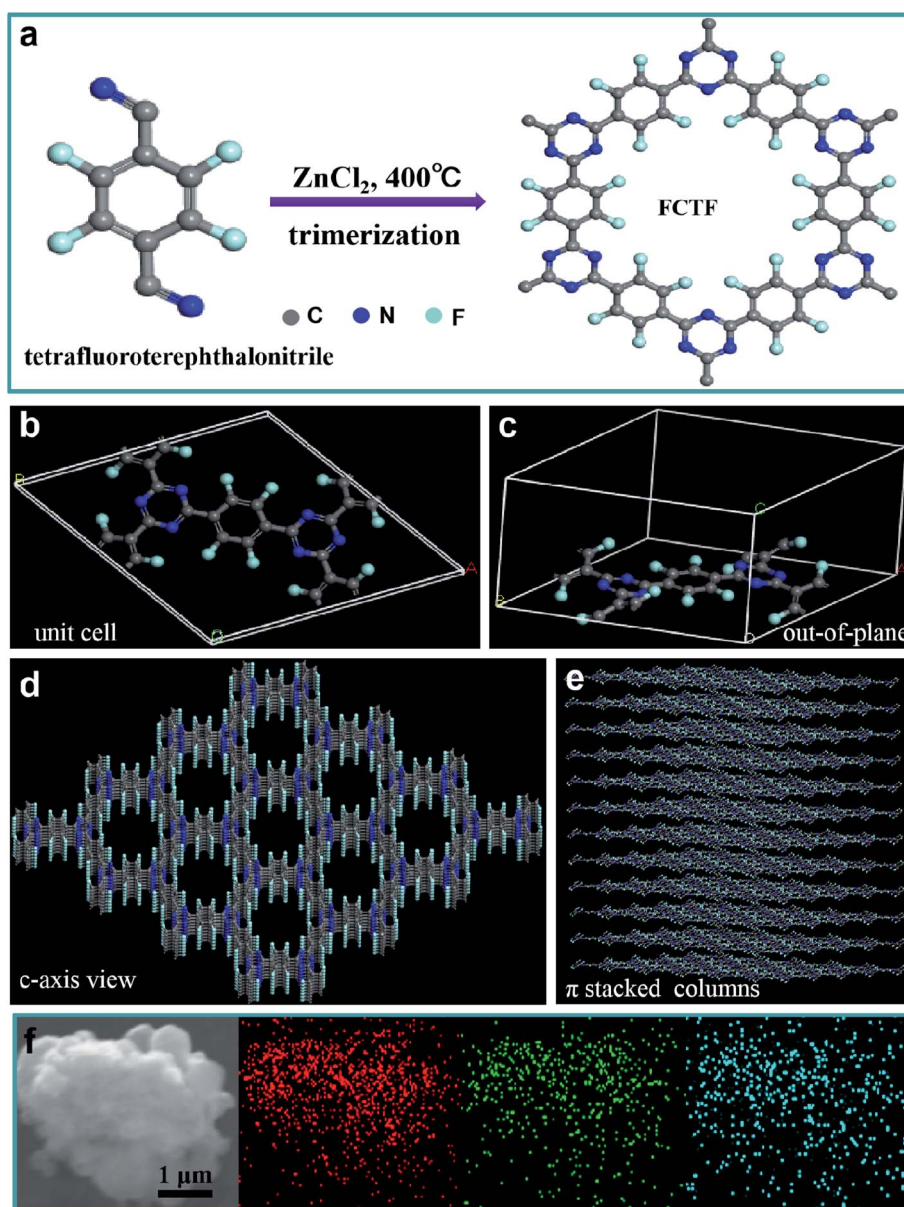 a
ZnCl₂, 400℃
trimerization
FCTF
C N F
tetrafluoroterephthalonitrile
b
B
A
unit cell
c
C
B
A
out-of-plane
d
c-axis view
e
π stacked columns
f
1 μm